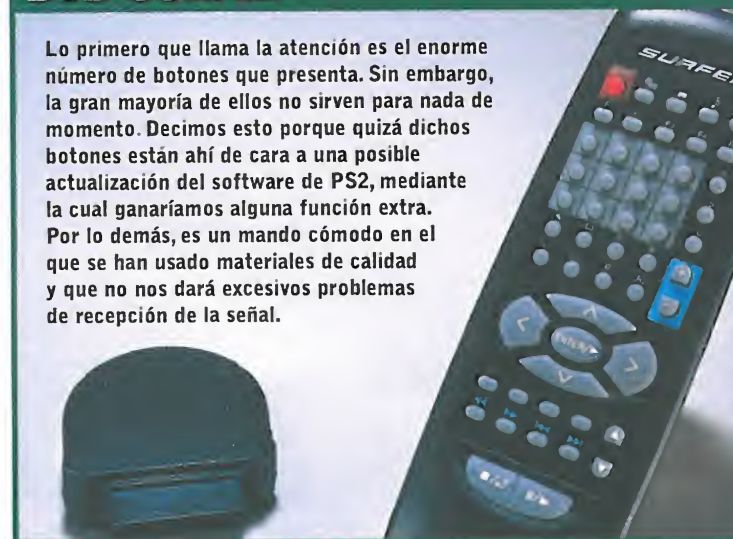 Lo primero que llama la atención es el enorme
número de botones que presenta. Sin embargo,
la gran mayoría de ellos no sirven para nada de
momento. Decimos esto porque quizá dichos
botones están ahí de cara a una posible
actualización del software de PS2, mediante
la cual ganaríamos alguna función extra.
Por lo demás, es un mando cómodo en el
que se han usado materiales de calidad
y que no nos dará excesivos problemas
de recepción de la señal.